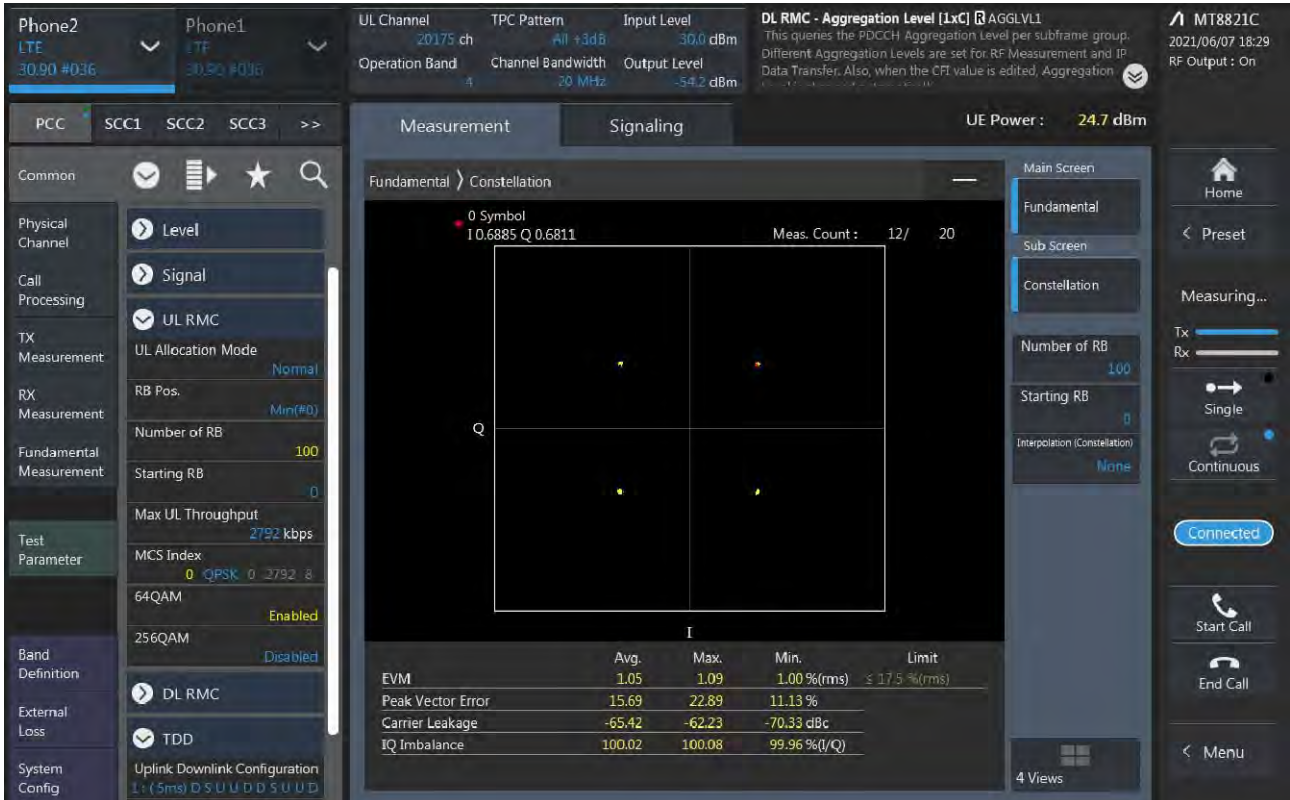 Phone2
LTE
30.90 #036
Phone1
LTE
30.90 #036
UL Channel
20175 ch
Operation Band
4
TPC Pattern
All +3dB
Channel Bandwidth
20 MHz
Input Level
30.0 dBm
Output Level
-54.2 dBm
DL RMC - Aggregation Level [1xC] R AGGLVL1
This queries the PDCCH Aggregation Level per subframe group.
Different Aggregation Levels are set for RF Measurement and IP
Data Transfer. Also, when the CFI value is edited, Aggregation
MT8821C
2021/06/07 18:29
RF Output : On
PCC SCC1 SCC2 SCC3 >>
Measurement
Signaling
UE Power : 24.7 dBm
Common
Physical
Channel
Call
Processing
TX
Measurement
RX
Measurement
Fundamental
Measurement
Test
Parameter
Band
Definition
External
Loss
System
Config
Level
Signal
UL RMC
UL Allocation Mode
Normal
RB Pos.
Min(#0)
Number of RB
100
Starting RB
0
Max UL Throughput
2792 kbps
MCS Index
0 QPSK 0 2792 8
64QAM
Enabled
256QAM
Disabled
DL RMC
TDD
Uplink Downlink Configuration
1 : (5ms) D S U U D D S U U D
Fundamental ⟩ Constellation
0 Symbol
I 0.6885 Q 0.6811
Meas. Count : 12/ 20
Q
I
Avg. Max. Min. Limit
EVM 1.05 1.09 1.00 %(rms) ≤ 17.5 %(rms)
Peak Vector Error 15.69 22.89 11.13 %
Carrier Leakage -65.42 -62.23 -70.33 dBc
IQ Imbalance 100.02 100.08 99.96 %(I/Q)
Main Screen
Fundamental
Sub Screen
Constellation
Number of RB
100
Starting RB
0
Interpolation (Constellation)
None
4 Views
Home
< Preset
Measuring...
Tx
Rx
Single
Continuous
Connected
Start Call
End Call
< Menu